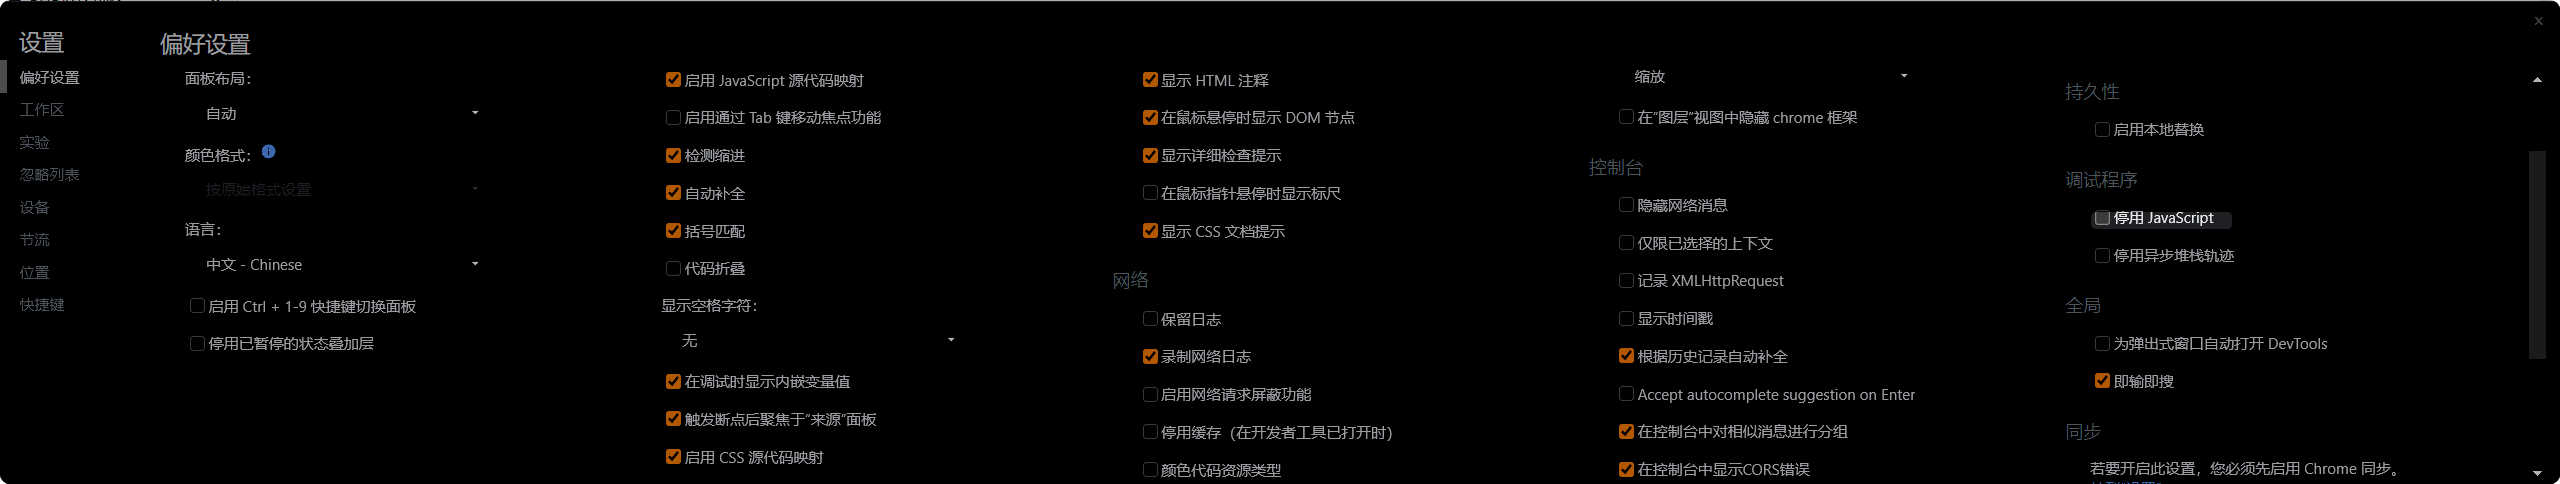 设置
偏好设置
工作区
实验
忽略列表
设备
节流
位置
快捷键
偏好设置
面板布局：
自动
颜色格式：
按原始格式设置
语言：
中文 - Chinese
启用 Ctrl + 1-9 快捷键切换面板
停用已暂停的状态叠加层
启用 JavaScript 源代码映射
启用通过 Tab 键移动焦点功能
检测缩进
自动补全
括号匹配
代码折叠
显示空格字符：
无
在调试时显示内嵌变量值
触发断点后聚焦于"来源"面板
启用 CSS 源代码映射
显示 HTML 注释
在鼠标悬停时显示 DOM 节点
显示详细检查提示
在鼠标指针悬停时显示标尺
显示 CSS 文档提示
网络
保留日志
录制网络日志
启用网络请求屏蔽功能
停用缓存（在开发者工具已打开时）
颜色代码资源类型
缩放
在"图层"视图中隐藏 chrome 框架
控制台
隐藏网络消息
仅限已选择的上下文
记录 XMLHttpRequest
显示时间戳
根据历史记录自动补全
Accept autocomplete suggestion on Enter
在控制台中对相似消息进行分组
在控制台中显示CORS错误
持久性
启用本地替换
调试程序
停用 JavaScript
停用异步堆栈轨迹
全局
为弹出式窗口自动打开 DevTools
即输即搜
同步
若要开启此设置，您必须先启用 Chrome 同步。